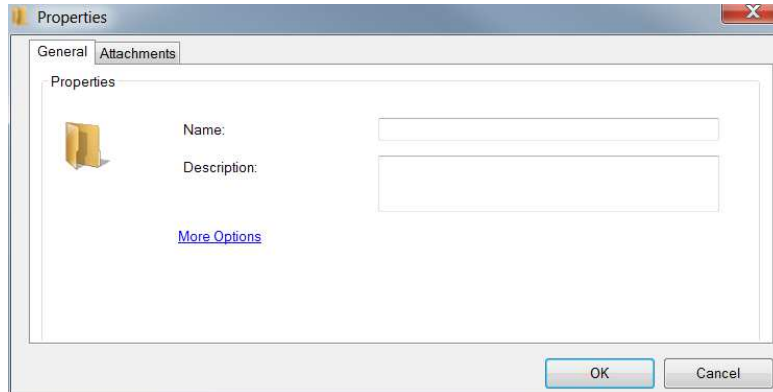 Properties
General Attachments
Properties
Name:
Description:
More Options
OK Cancel